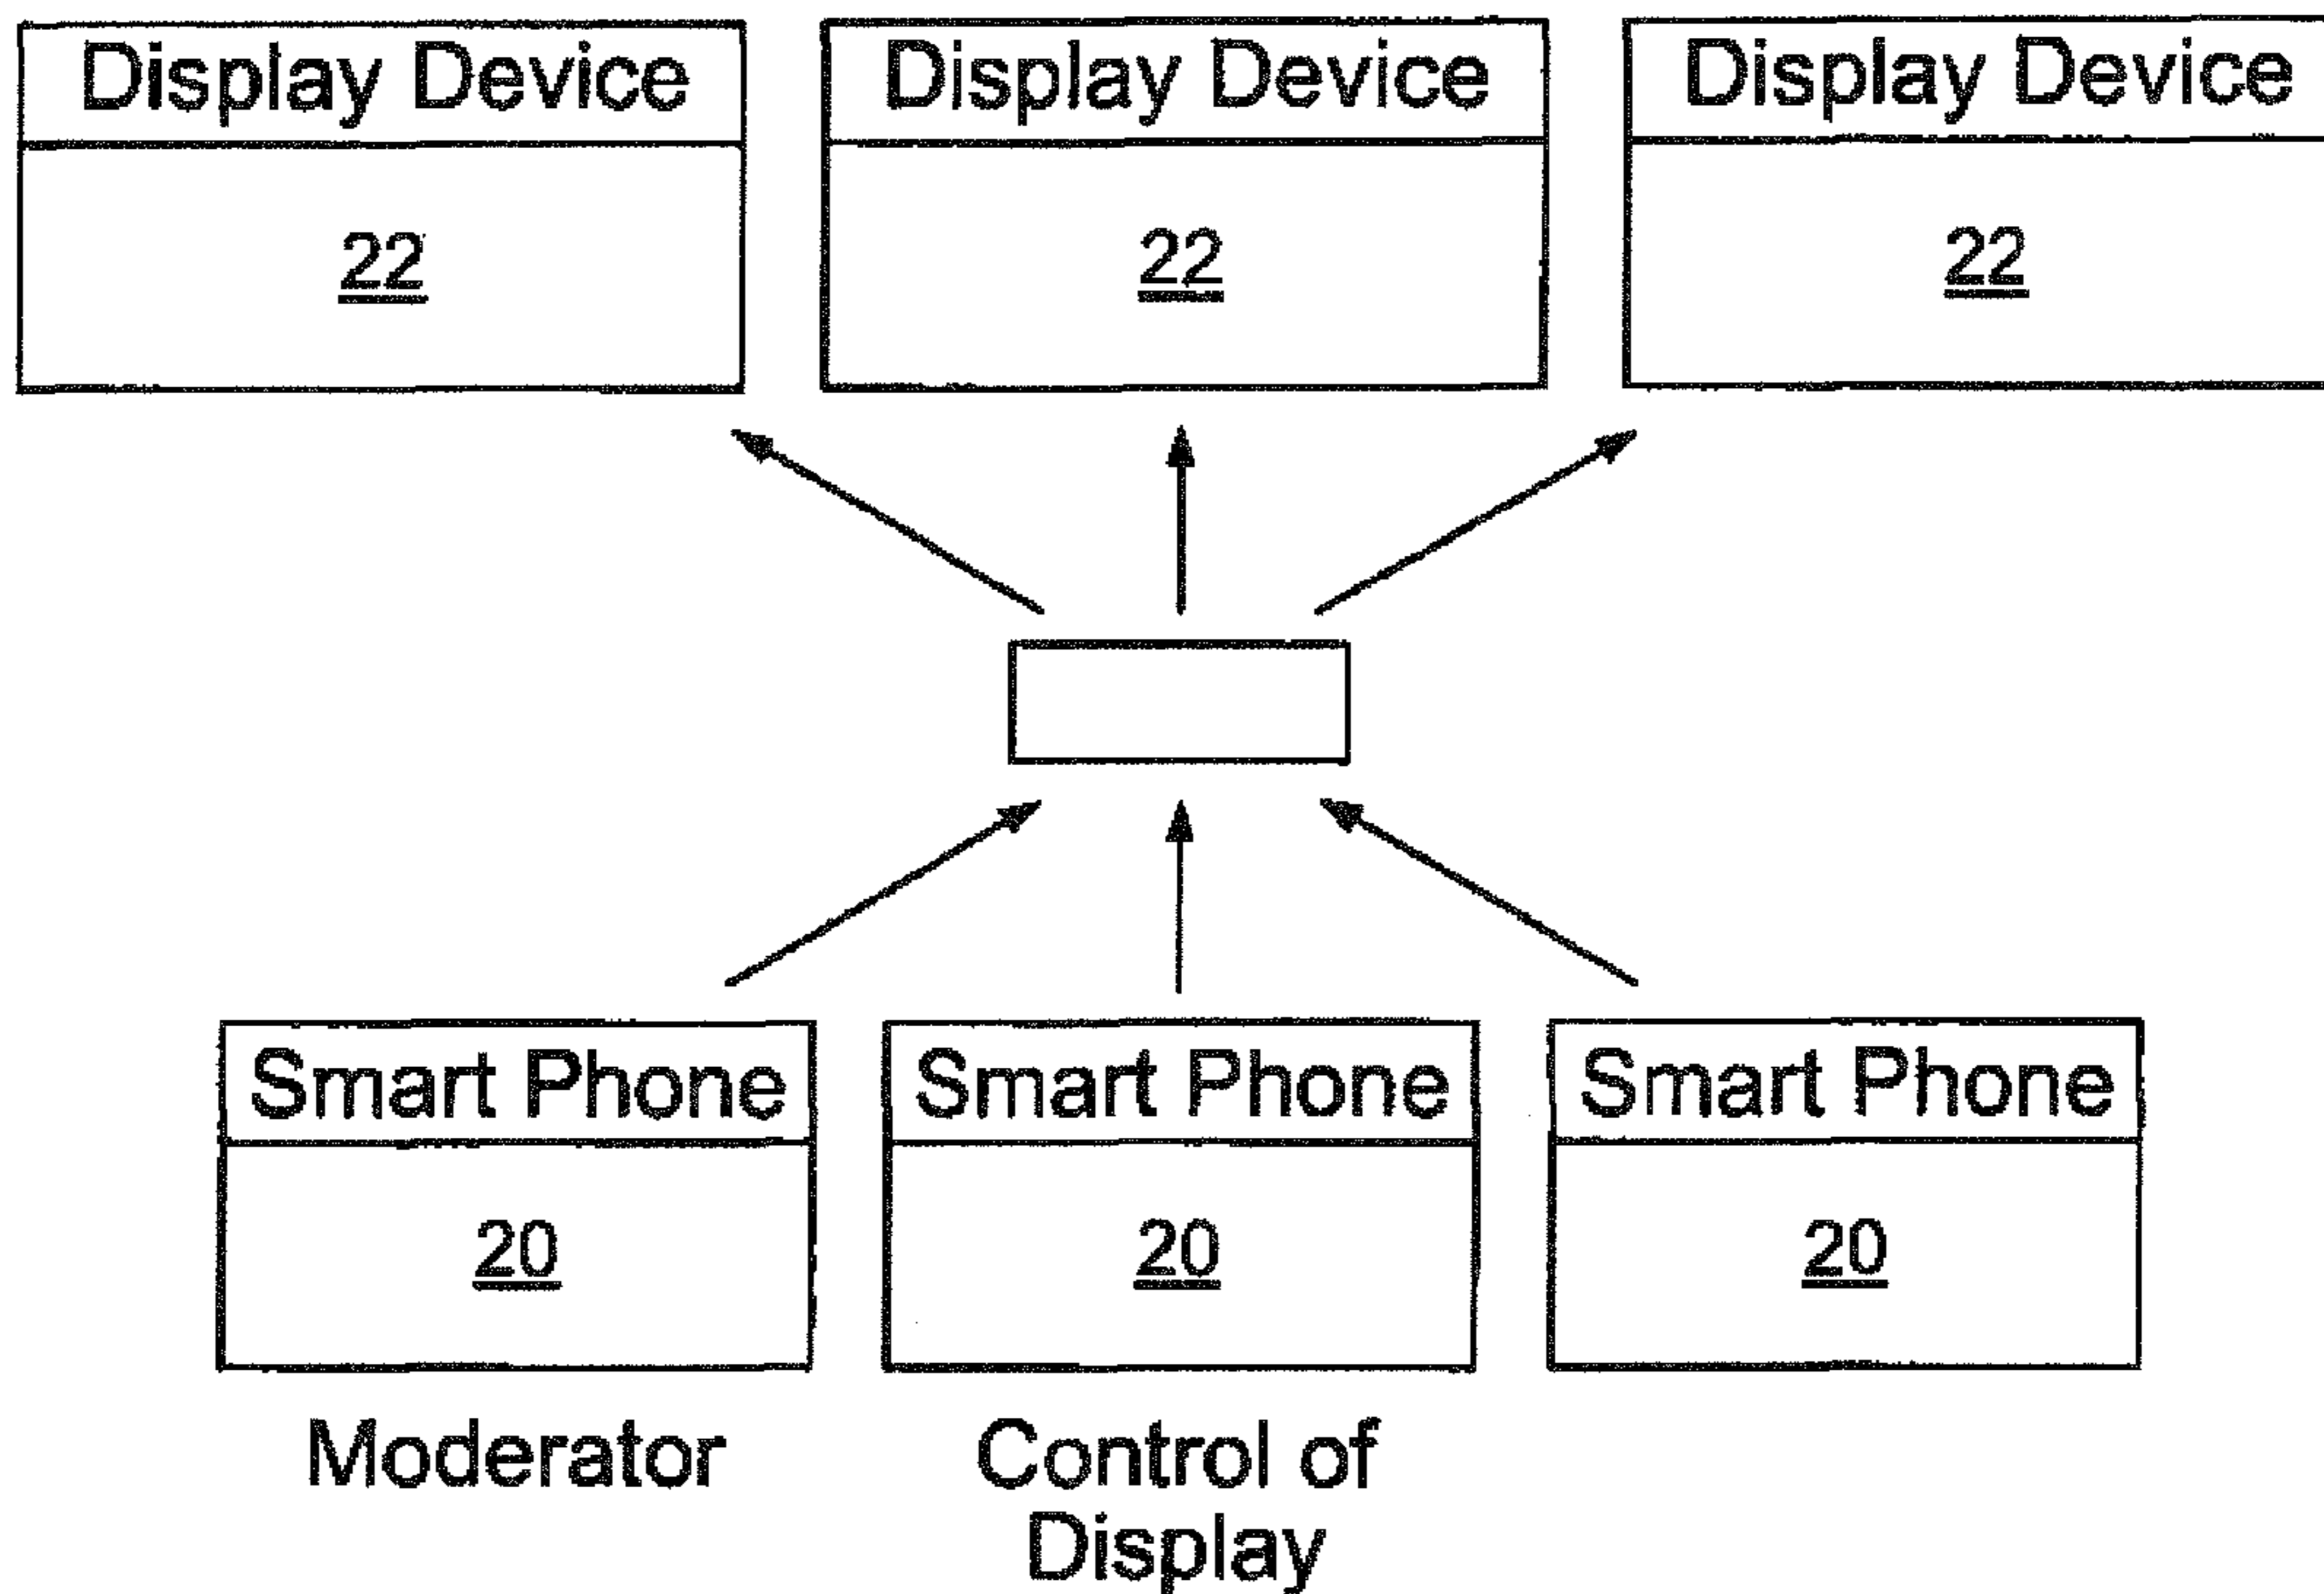 Display Device
Display Device
Display Device
22
22
22
Smart Phone
Smart Phone
Smart Phone
20
20
20
Moderator
Control of
Display